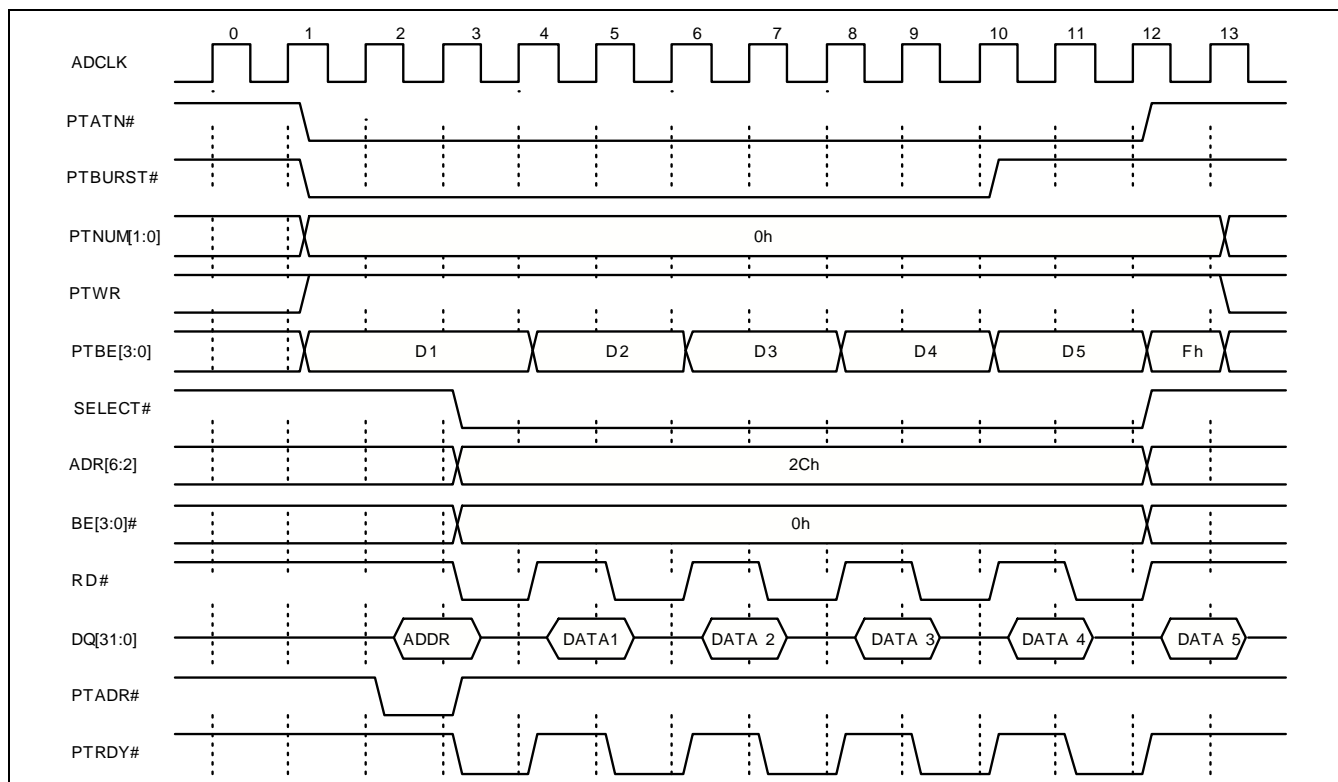 0 1 2 3 4 5 6 7 8 9 10 11 12 13
ADCLK
PTATN#
PTBURST#
PTNUM[1:0] 0h
PTWR
PTBE[3:0] D1 D2 D3 D4 D5 Fh
SELECT#
ADR[6:2] 2Ch
BE[3:0]# 0h
RD#
DQ[31:0] ADDR DATA1 DATA 2 DATA 3 DATA 4 DATA 5
PTADR#
PTRDY#